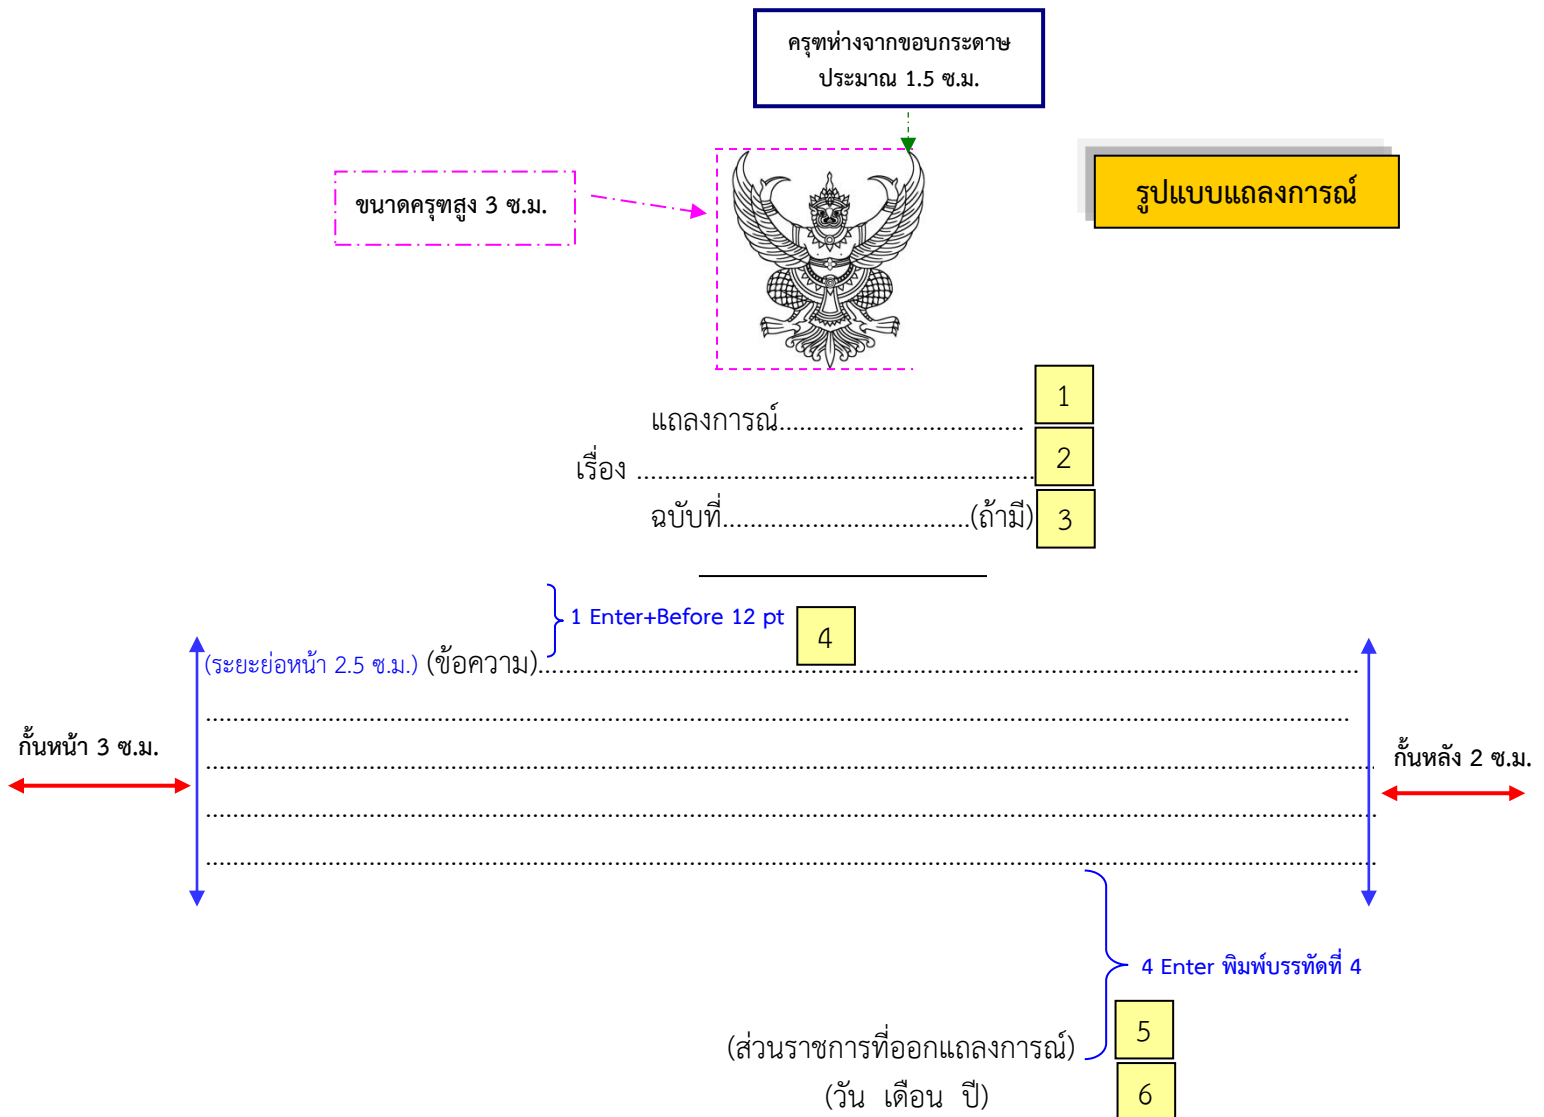 ครุฑห่างจากขอบกระดาษ
ประมาณ 1.5 ซ.ม.
ขนาดครุฑสูง 3 ซ.ม.
รูปแบบแถลงการณ์
แถลงการณ์.................................... 1
เรื่อง .......................................................... 2
ฉบับที่....................................(ถ้ามี) 3
1 Enter+Before 12 pt 4
(ระยะย่อหน้า 2.5 ซ.ม.) (ข้อความ)........................................................................................................................
........................................................................................................................................................................
กั้นหน้า 3 ซ.ม. ........................................................................................................................................................................ กั้นหลัง 2 ซ.ม.
........................................................................................................................................................................
........................................................................................................................................................................
4 Enter พิมพ์บรรทัดที่ 4
(ส่วนราชการที่ออกแถลงการณ์) 5
(วัน เดือน ปี) 6